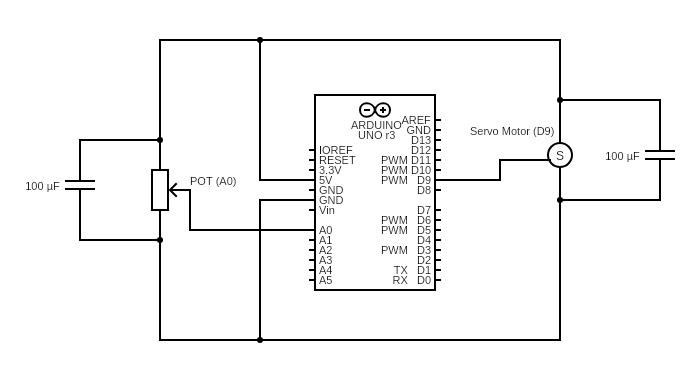 AREF
ARDUINO GND
UNO r3 D13
IOREF D12
RESET PWM D11
3.3V PWM D10
5V PWM D9
GND D8
GND
Vin D7
PWM D6
A0 PWM D5
A1 D4
A2 PWM D3
A3 D2
A4 TX D1
A5 RX D0
Servo Motor (D9)
S
100 µF
100 µF
POT (A0)